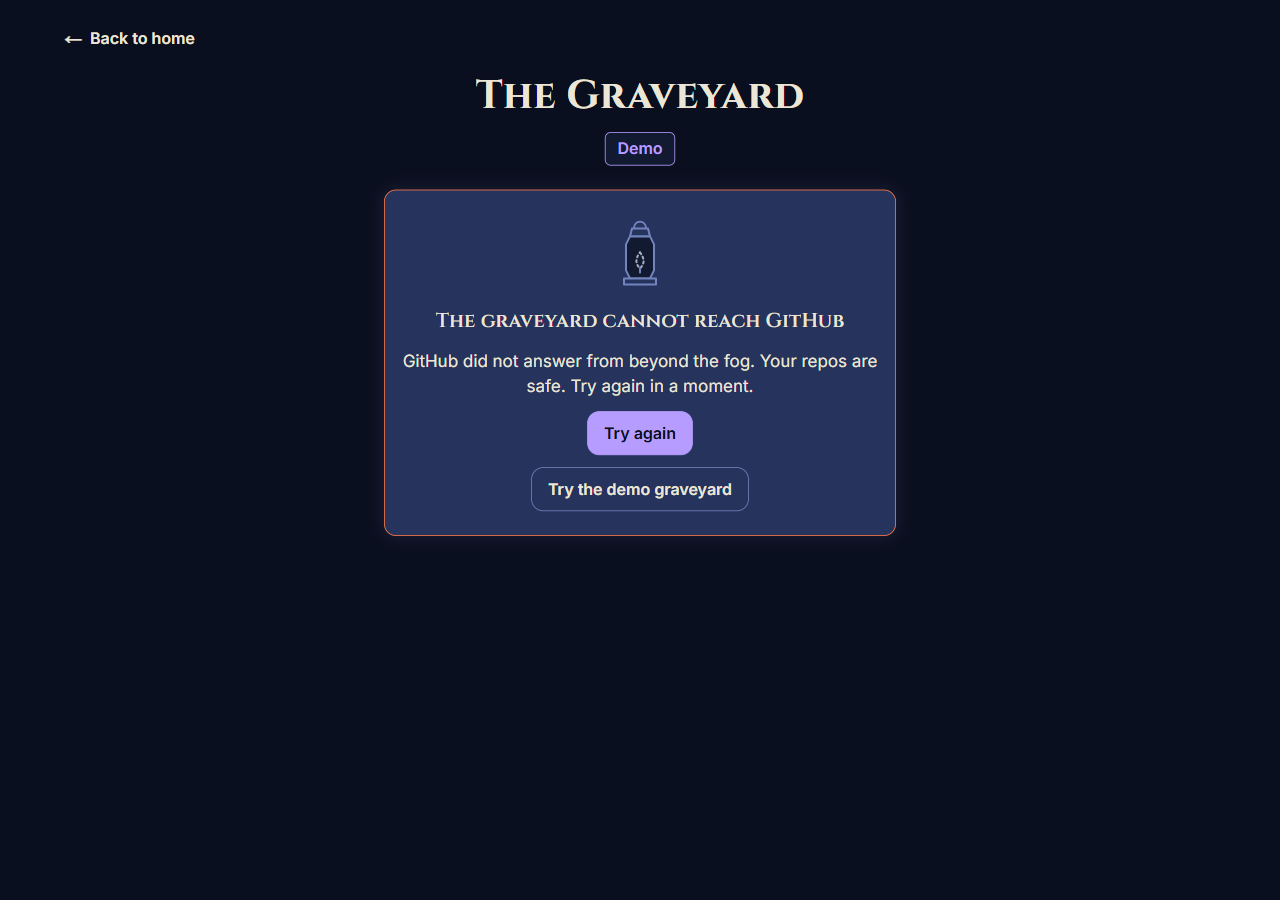 ← Back to home
The Graveyard
Demo
The graveyard cannot reach GitHub
GitHub did not answer from beyond the fog. Your repos are
safe. Try again in a moment.
Try again
Try the demo graveyard